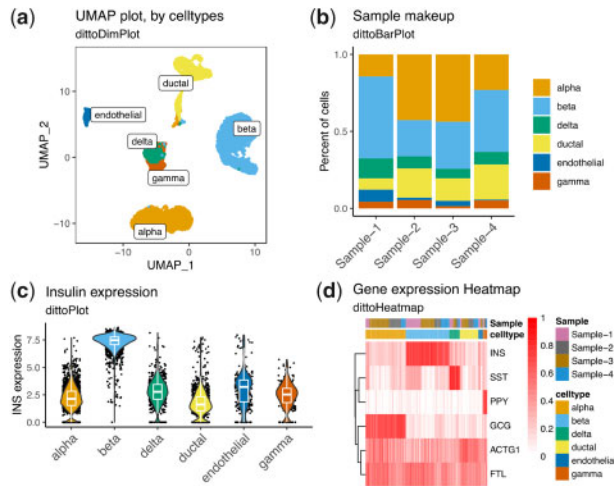 (a) UMAP plot, by celltypes
dittoDimPlot
ductal
endothelial
beta
delta
gamma
alpha
10
0
−10
UMAP_2
−10 0 10
UMAP_1
(b) Sample makeup
dittoBarPlot
1.0
0.5
0.0
Percent of cells
Sample-1
Sample-2
Sample-3
Sample-4
alpha
beta
delta
ductal
endothelial
gamma
(c) Insulin expression
dittoPlot
7.5
5.0
2.5
0.0
INS expression
alpha
beta
delta
ductal
endothelial
gamma
(d) Gene expression Heatmap
dittoHeatmap
Sample
celltype
INS
SST
PPY
GCG
ACTG1
FTL
1
0.8
0.6
0.4
0.2
0
Sample
Sample-1
Sample-2
Sample-3
Sample-4
celltype
alpha
beta
delta
ductal
endothelial
gamma